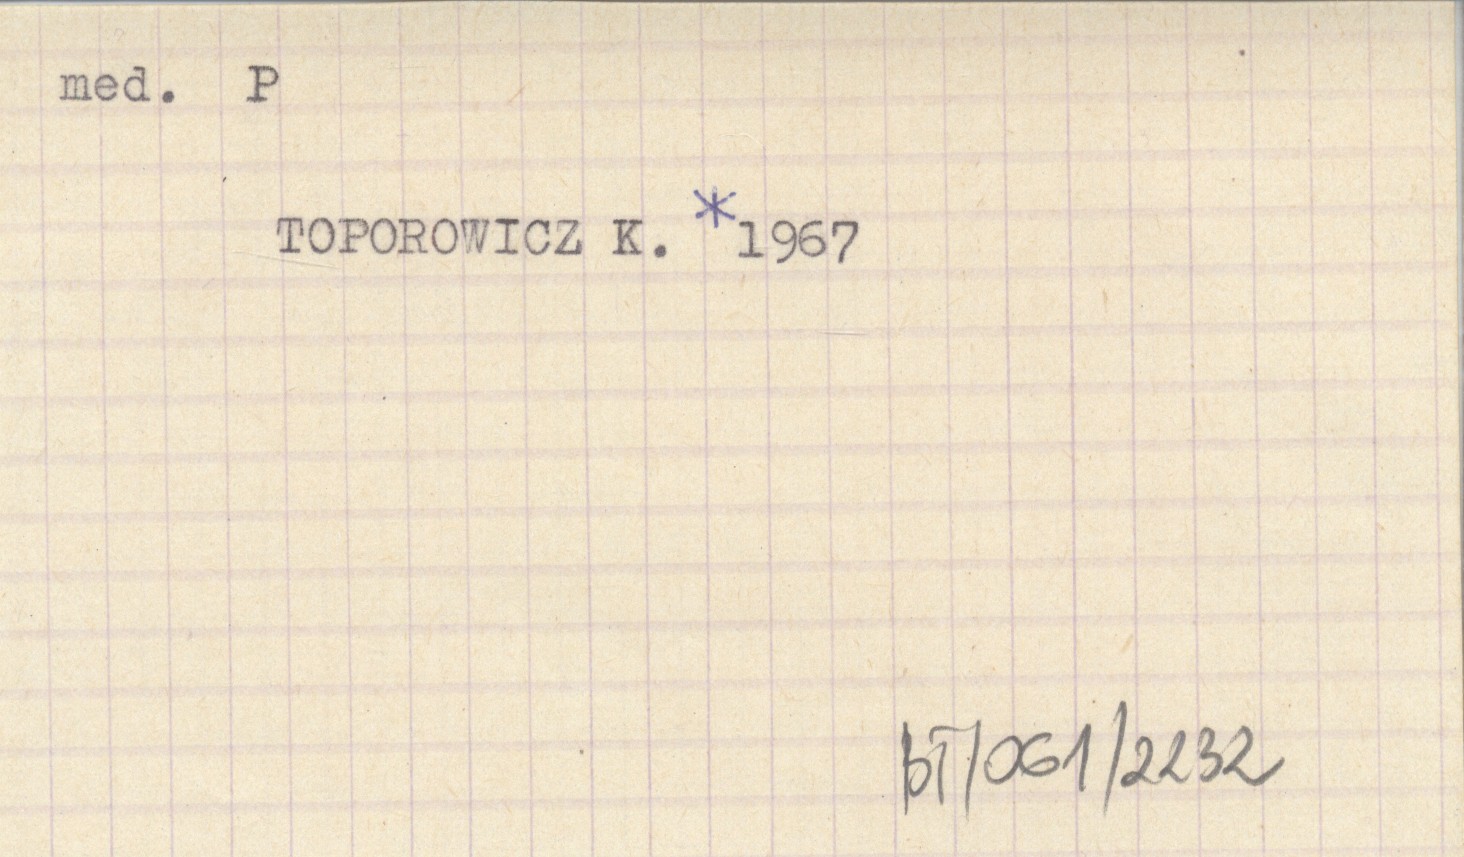 med. P
TOPOROWICZ K. *1967
bT/061/2232